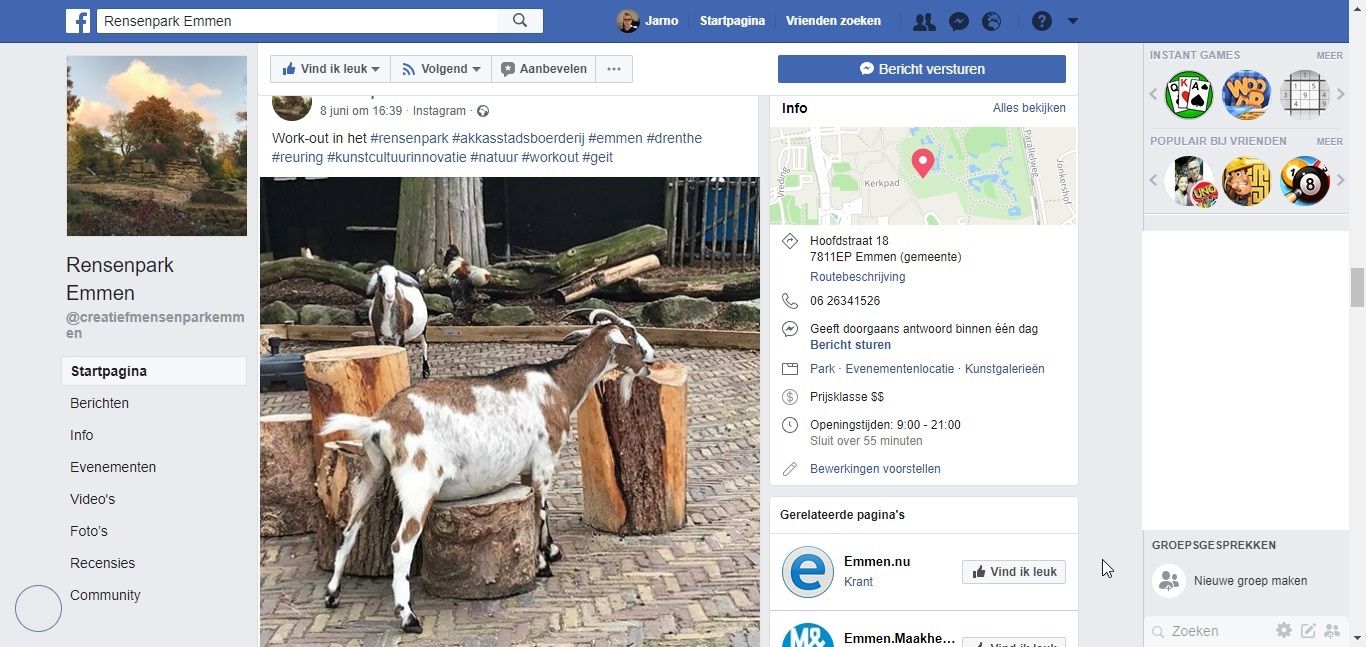 Rensenpark Emmen
Jarno
Startpagina
Vrienden zoeken
Vind ik leuk
Volgend
Aanbevelen
Bericht versturen
8 juni om 16:39 · Instagram ·
Work-out in het #rensenpark #akkasstadsboerderij #emmen #drenthe
#reuring #kunstcultuurinnovatie #natuur #workout #geit
Rensenpark
Emmen
@creatiefmensenparkemm
en
Startpagina
Berichten
Info
Evenementen
Video's
Foto's
Recensies
Community
Info
Alles bekijken
Vreding
Kerkpad
Parallelweg
Jonkershof
Hoofdstraat 18
7811EP Emmen (gemeente)
Routebeschrijving
06 26341526
Geeft doorgaans antwoord binnen één dag
Bericht sturen
Park · Evenementenlocatie · Kunstgalerieën
$ Prijsklasse $$
Openingstijden: 9:00 - 21:00
Sluit over 55 minuten
Bewerkingen voorstellen
Gerelateerde pagina's
Emmen.nu
Krant
Vind ik leuk
M&
Emmen.Maakhe...
Vind ik leuk
INSTANT GAMES
MEER
K A
POPULAIR BIJ VRIENDEN
MEER
UNO
8
GROEPSGESPREKKEN
Nieuwe groep maken
Zoeken